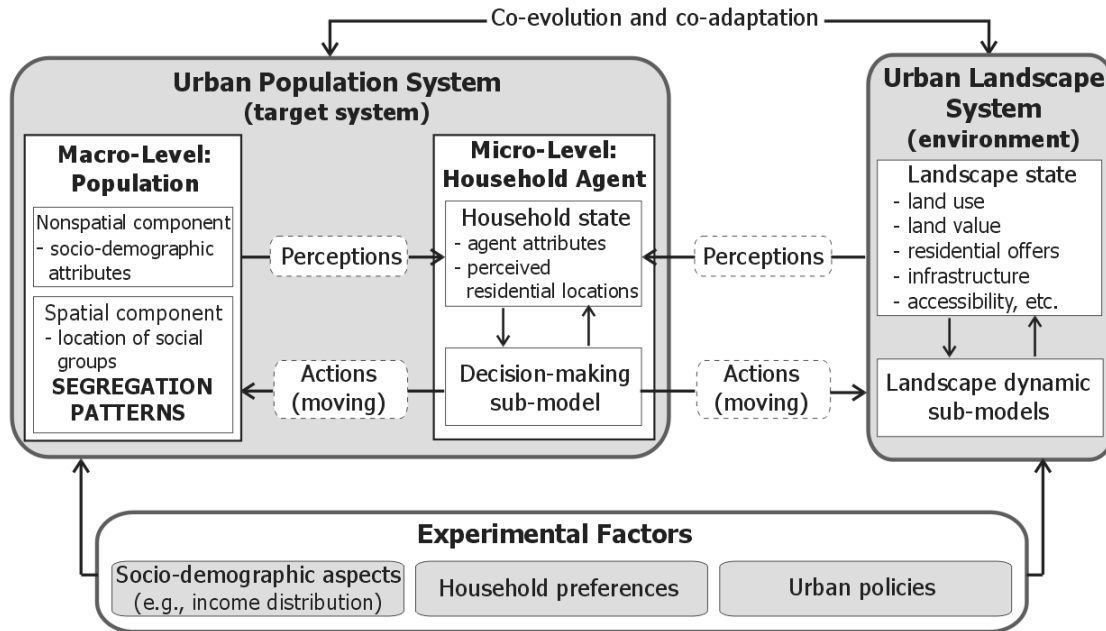 Co-evolution and co-adaptation
Urban Population System
(target system)
Macro-Level:
Population
Nonspatial component
- socio-demographic
attributes
Spatial component
- location of social
groups
SEGREGATION
PATTERNS
Perceptions
Actions
(moving)
Micro-Level:
Household Agent
Household state
- agent attributes
- perceived
residential locations
Decision-making
sub-model
Perceptions
Actions
(moving)
Urban Landscape
System
(environment)
Landscape state
- land use
- land value
- residential offers
- infrastructure
- accessibility, etc.
Landscape dynamic
sub-models
Experimental Factors
Socio-demographic aspects
(e.g., income distribution)
Household preferences
Urban policies